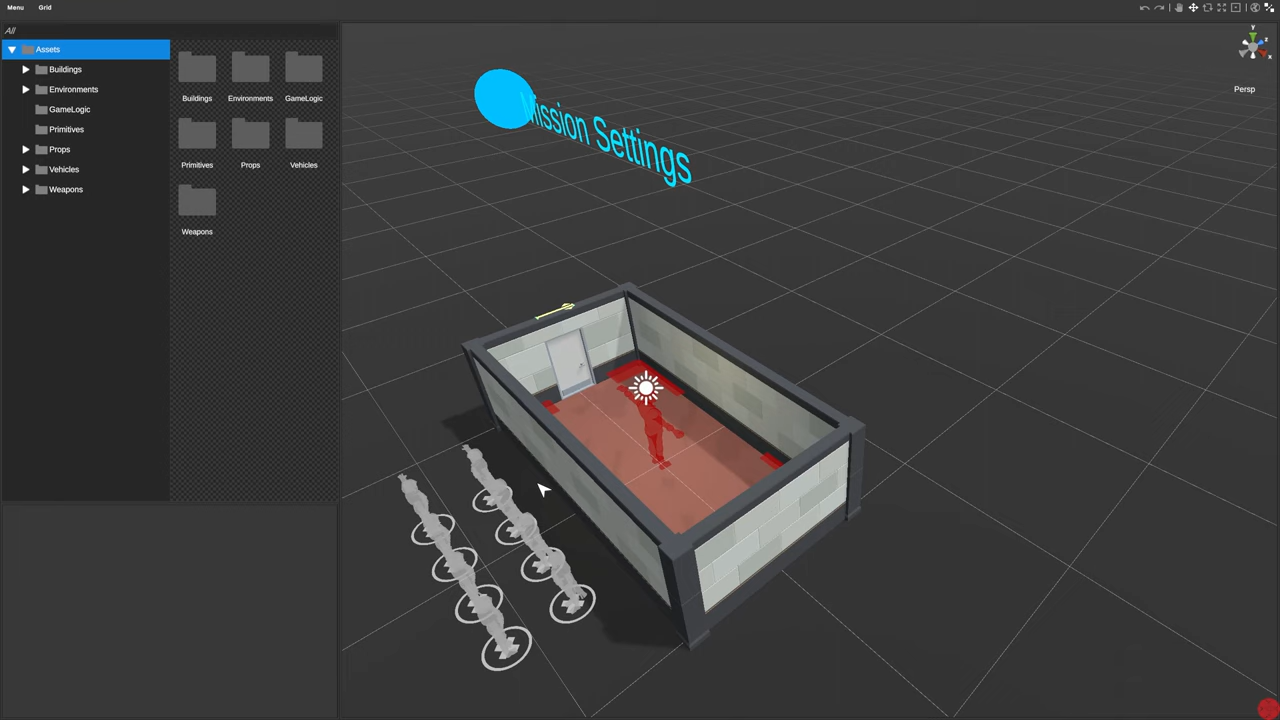 Menu Grid
All
Assets
Buildings
Environments
GameLogic
Primitives
Props
Vehicles
Weapons
Buildings Environments GameLogic
Primitives Props Vehicles
Weapons
Mission Settings
y
z
x
Persp